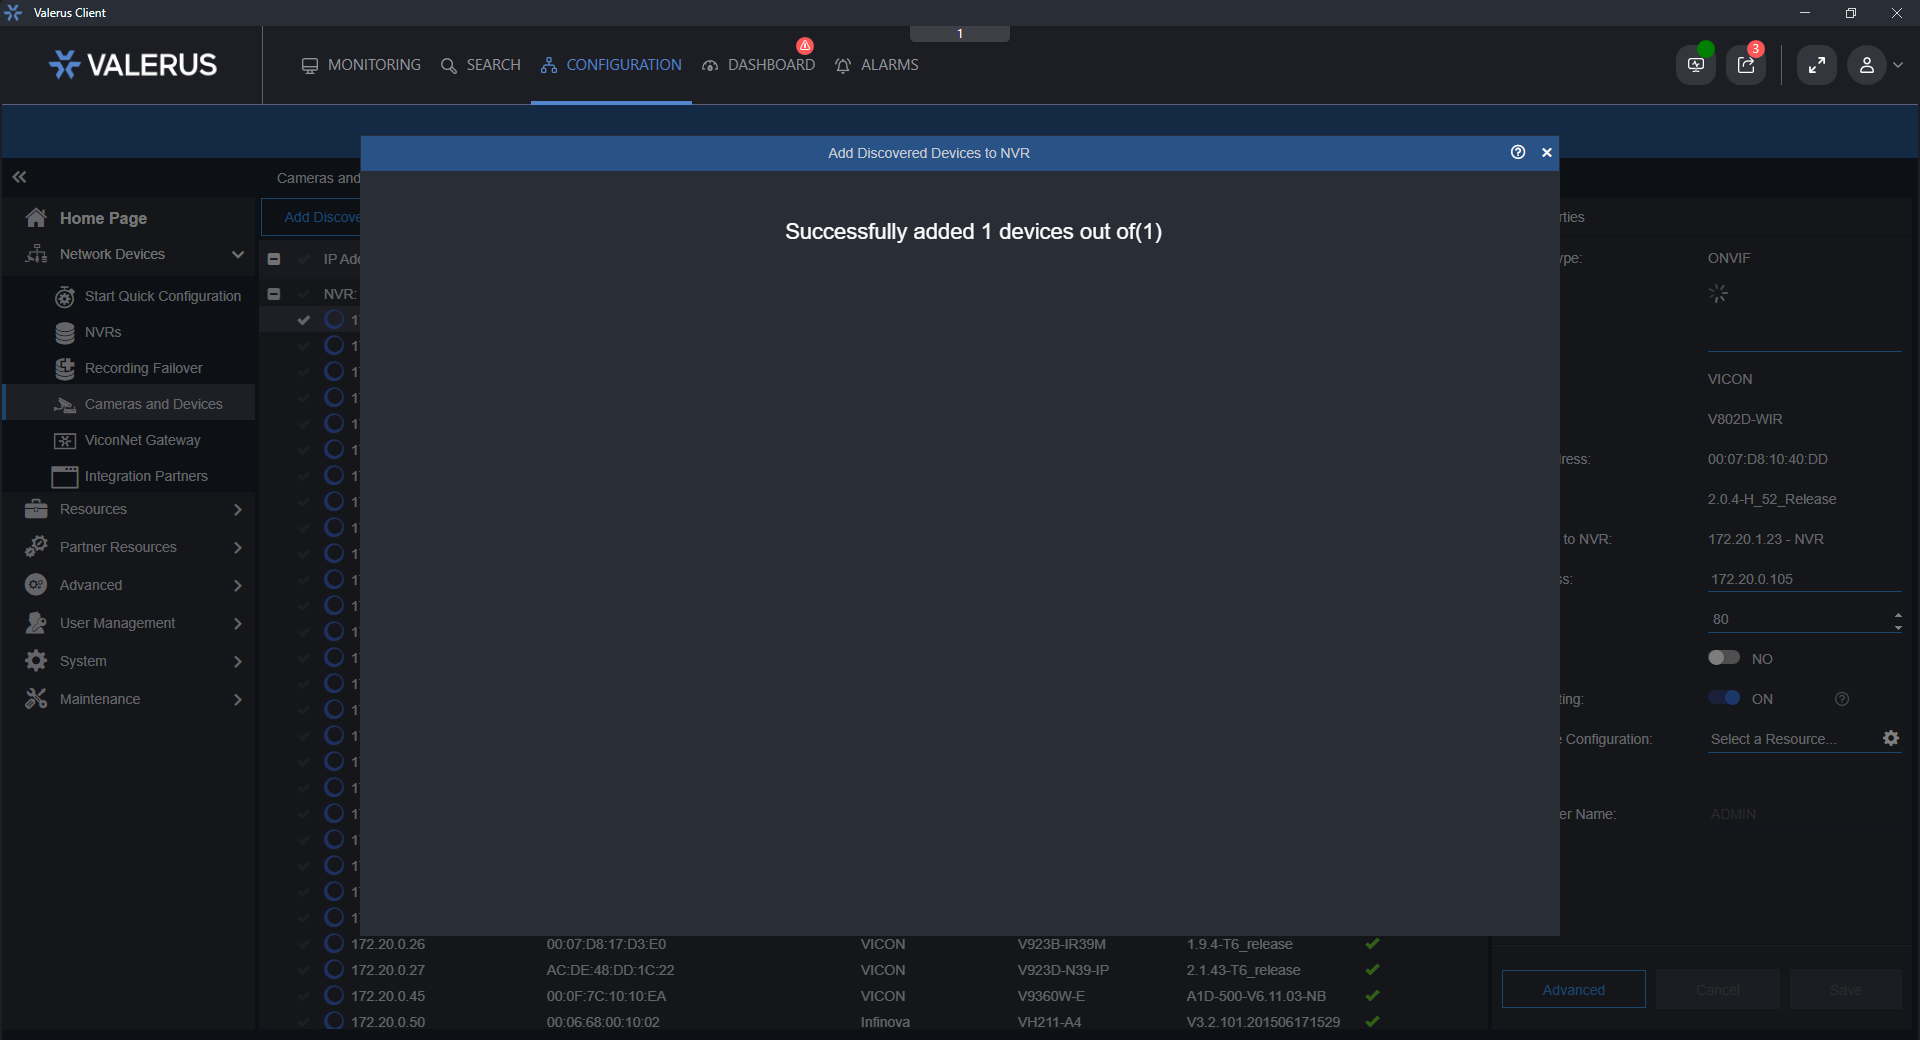 Valerus Client
1
VALERUS
MONITORING
SEARCH
CONFIGURATION
DASHBOARD
ALARMS
3
Add Discovered Devices to NVR
Successfully added 1 devices out of(1)
Home Page
Network Devices
Start Quick Configuration
NVRs
Recording Failover
Cameras and Devices
ViconNet Gateway
Integration Partners
Resources
Partner Resources
Advanced
User Management
System
Maintenance
Cameras and
Add Discove
IP Add
NVR:
172.20.0.26 00:07:D8:17:D3:E0 VICON V923B-IR39M 1.9.4-T6_release
172.20.0.27 AC:DE:48:DD:1C:22 VICON V923D-N39-IP 2.1.43-T6_release
172.20.0.45 00:0F:7C:10:10:EA VICON V9360W-E A1D-500-V6.11.03-NB
172.20.0.50 00:06:68:00:10:02 Infinova VH211-A4 V3.2.101.201506171529
rties
ype: ONVIF
VICON
V802D-WIR
ress: 00:07:D8:10:40:DD
2.0.4-H_52_Release
to NVR: 172.20.1.23 - NVR
ss: 172.20.0.105
80
NO
ting: ON
e Configuration: Select a Resource...
er Name: ADMIN
Advanced
Cancel
Save